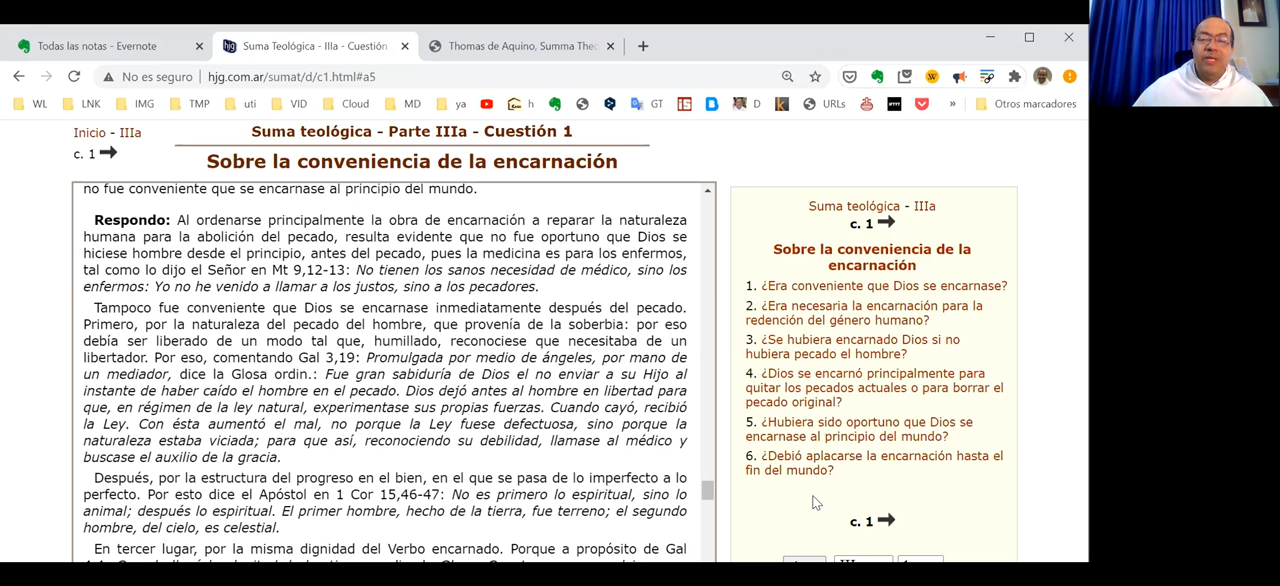 Todas las notas - Evernote
Suma Teológica - IIIa - Cuestión
Thomas de Aquino, Summa Theo
No es seguro
hjg.com.ar/sumat/d/c1.html#a5
WL
LNK
IMG
TMP
uti
VID
Cloud
MD
ya
h
GT
D
URLs
»
Otros marcadores
Inicio - IIIa
c. 1
Suma teológica - Parte IIIa - Cuestión 1
Sobre la conveniencia de la encarnación
no fue conveniente que se encarnase al principio del mundo.
Respondo: Al ordenarse principalmente la obra de encarnación a reparar la naturaleza
humana para la abolición del pecado, resulta evidente que no fue oportuno que Dios se
hiciese hombre desde el principio, antes del pecado, pues la medicina es para los enfermos,
tal como lo dijo el Señor en Mt 9,12-13: No tienen los sanos necesidad de médico, sino los
enfermos: Yo no he venido a llamar a los justos, sino a los pecadores.
Tampoco fue conveniente que Dios se encarnase inmediatamente después del pecado.
Primero, por la naturaleza del pecado del hombre, que provenía de la soberbia: por eso
debía ser liberado de un modo tal que, humillado, reconociese que necesitaba de un
libertador. Por eso, comentando Gal 3,19: Promulgada por medio de ángeles, por mano de
un mediador, dice la Glosa ordin.: Fue gran sabiduría de Dios el no enviar a su Hijo al
instante de haber caído el hombre en el pecado. Dios dejó antes al hombre en libertad para
que, en régimen de la ley natural, experimentase sus propias fuerzas. Cuando cayó, recibió
la Ley. Con ésta aumentó el mal, no porque la Ley fuese defectuosa, sino porque la
naturaleza estaba viciada; para que así, reconociendo su debilidad, llamase al médico y
buscase el auxilio de la gracia.
Después, por la estructura del progreso en el bien, en el que se pasa de lo imperfecto a lo
perfecto. Por esto dice el Apóstol en 1 Cor 15,46-47: No es primero lo espiritual, sino lo
animal; después lo espiritual. El primer hombre, hecho de la tierra, fue terreno; el segundo
hombre, del cielo, es celestial.
En tercer lugar, por la misma dignidad del Verbo encarnado. Porque a propósito de Gal
Suma teológica - IIIa
c. 1
Sobre la conveniencia de la
encarnación
1. ¿Era conveniente que Dios se encarnase?
2. ¿Era necesaria la encarnación para la
redención del género humano?
3. ¿Se hubiera encarnado Dios si no
hubiera pecado el hombre?
4. ¿Dios se encarnó principalmente para
quitar los pecados actuales o para borrar el
pecado original?
5. ¿Hubiera sido oportuno que Dios se
encarnase al principio del mundo?
6. ¿Debió aplacarse la encarnación hasta el
fin del mundo?
c. 1